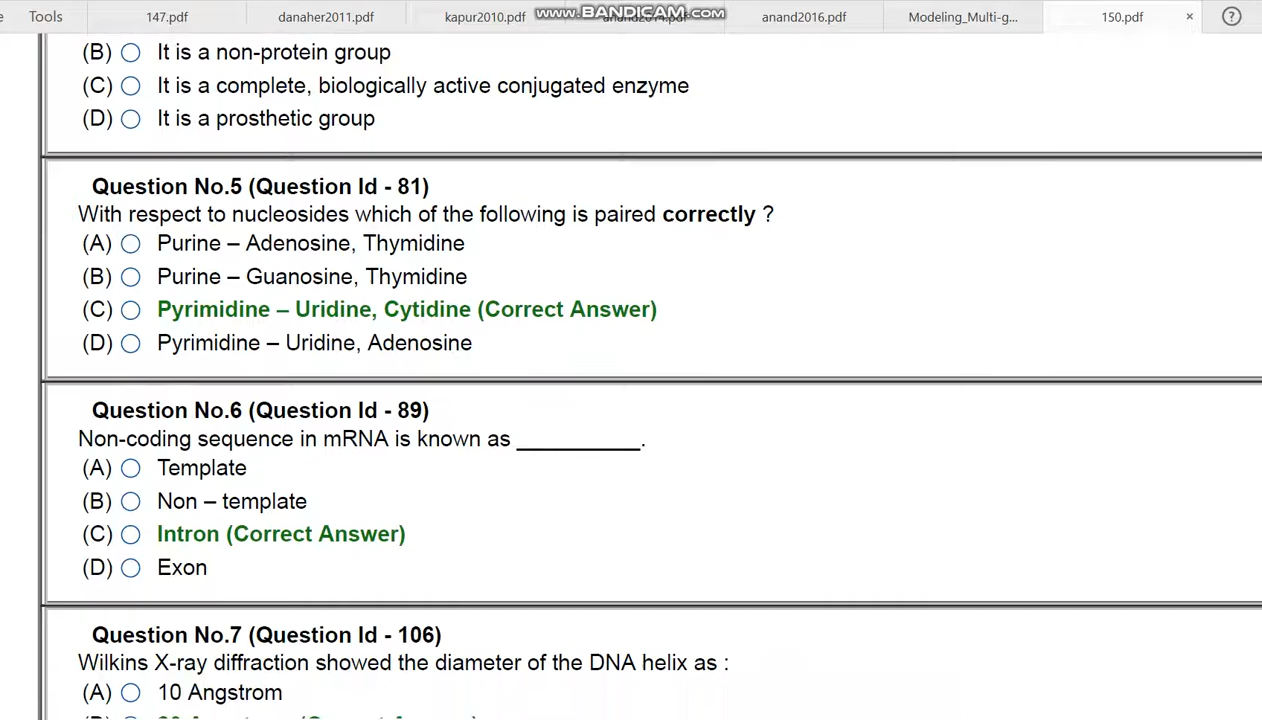 Tools 147.pdf danaher2011.pdf kapur2010.pdf anand2014.pdf anand2016.pdf Modeling_Multi-g... 150.pdf × ?
www.BANDICAM.com
(B) It is a non-protein group
(C) It is a complete, biologically active conjugated enzyme
(D) It is a prosthetic group
Question No.5 (Question Id - 81)
With respect to nucleosides which of the following is paired correctly ?
(A) Purine – Adenosine, Thymidine
(B) Purine – Guanosine, Thymidine
(C) Pyrimidine – Uridine, Cytidine (Correct Answer)
(D) Pyrimidine – Uridine, Adenosine
Question No.6 (Question Id - 89)
Non-coding sequence in mRNA is known as __________.
(A) Template
(B) Non – template
(C) Intron (Correct Answer)
(D) Exon
Question No.7 (Question Id - 106)
Wilkins X-ray diffraction showed the diameter of the DNA helix as :
(A) 10 Angstrom